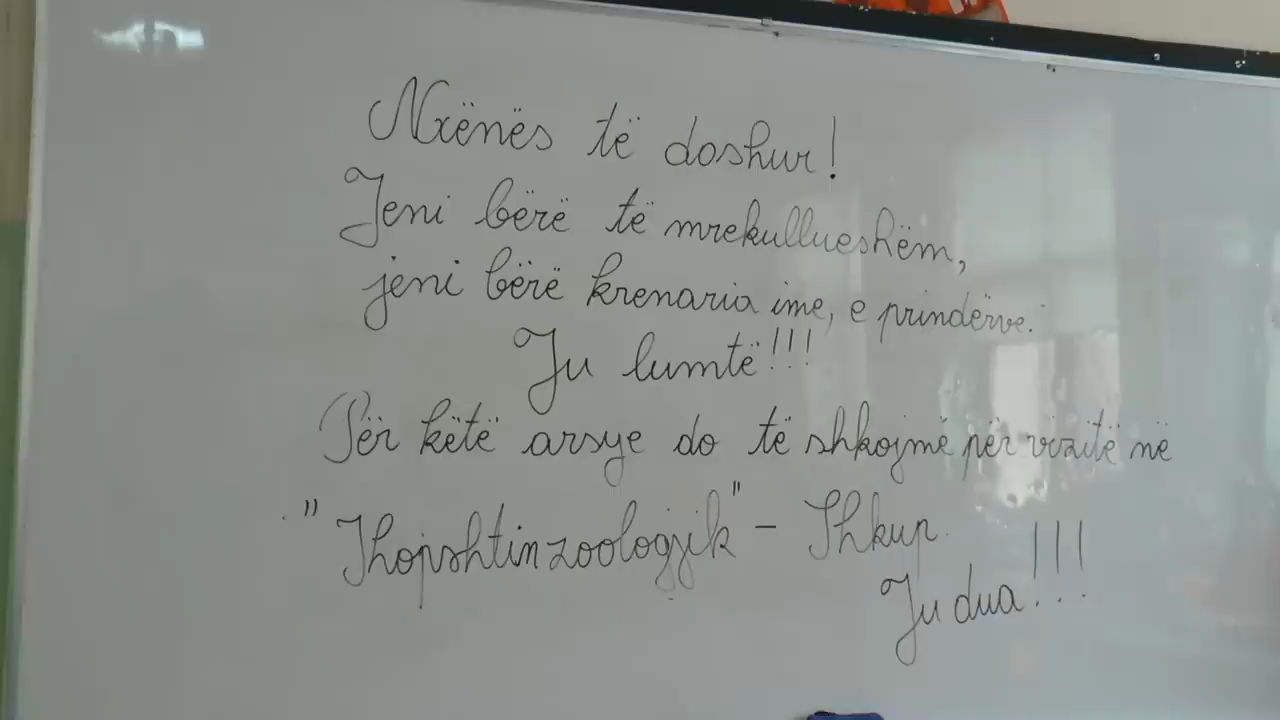 Nxënës të dashur!
Jeni bërë të mrekullueshëm,
jeni bërë krenaria ime, e prindërve.
Ju lumtë!!!
Për këtë arsye do të shkojmë për vizitë në
"Thopshtin zoologjik" - Shkup.
Ju dua!!!